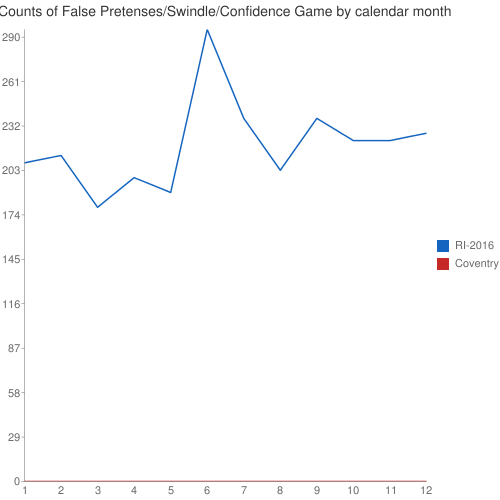 Counts of False Pretenses/Swindle/Confidence Game by calendar month
290
261
232
203
174
145
116
87
58
29
0
1 2 3 4 5 6 7 8 9 10 11 12
RI-2016
Coventry